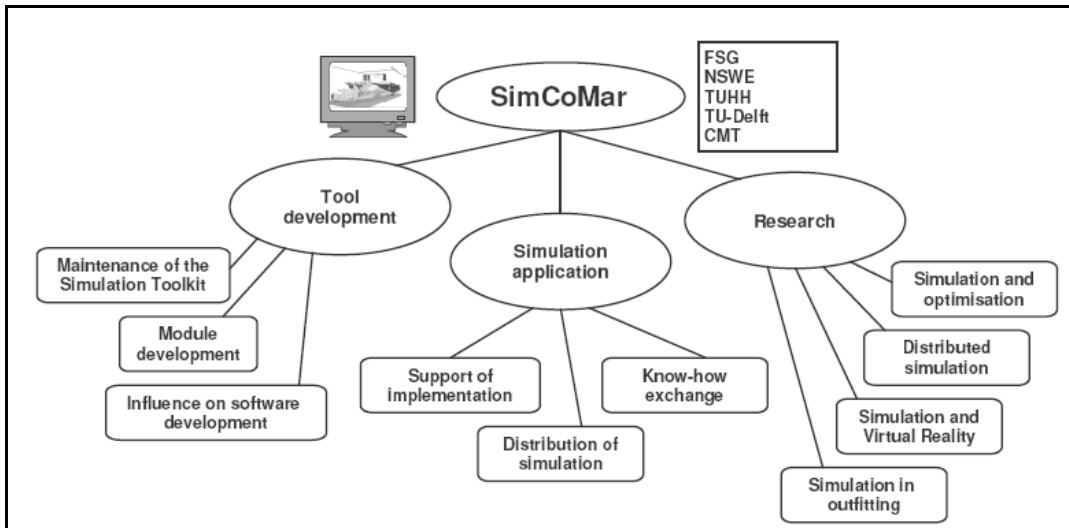 SimCoMar
FSG
NSWE
TUHH
TU-Delft
CMT
Tool
development
Maintenance of the
Simulation Toolkit
Module
development
Influence on software
development
Simulation
application
Support of
implementation
Distribution of
simulation
Know-how
exchange
Research
Simulation and
optimisation
Distributed
simulation
Simulation and
Virtual Reality
Simulation in
outfitting